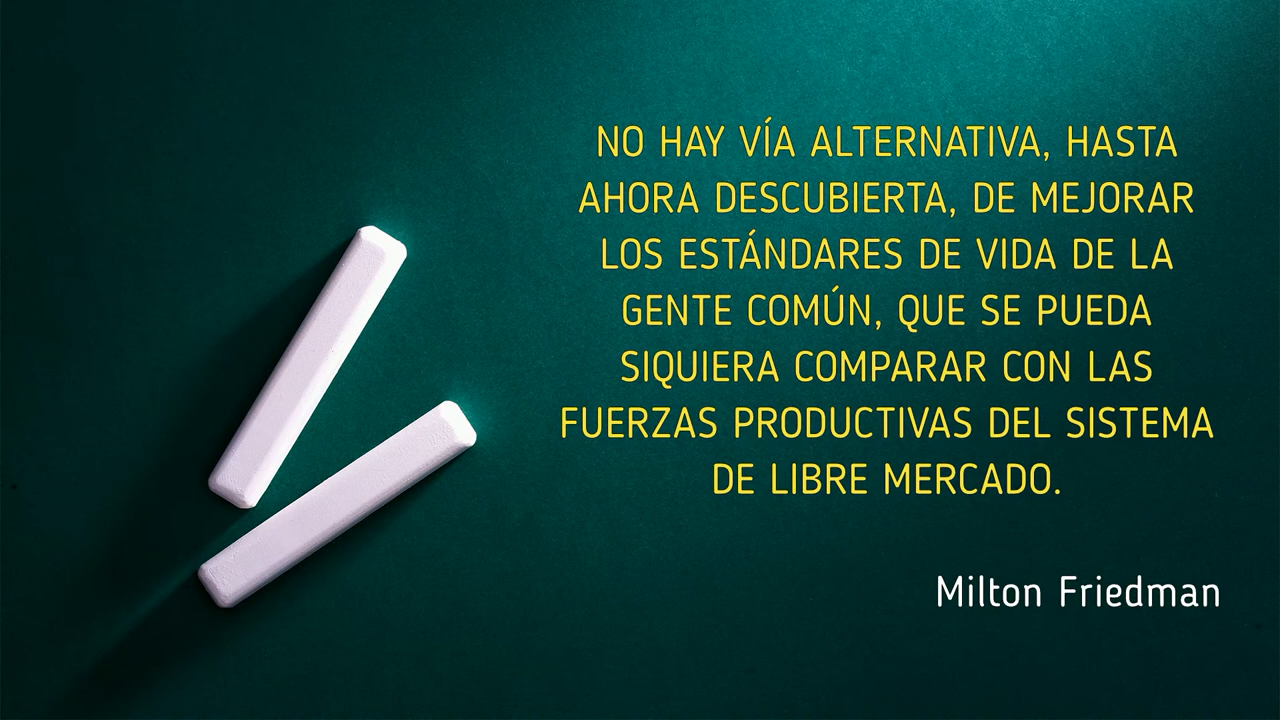 NO HAY VÍA ALTERNATIVA, HASTA
AHORA DESCUBIERTA, DE MEJORAR
LOS ESTÁNDARES DE VIDA DE LA
GENTE COMÚN, QUE SE PUEDA
SIQUIERA COMPARAR CON LAS
FUERZAS PRODUCTIVAS DEL SISTEMA
DE LIBRE MERCADO.
Milton Friedman